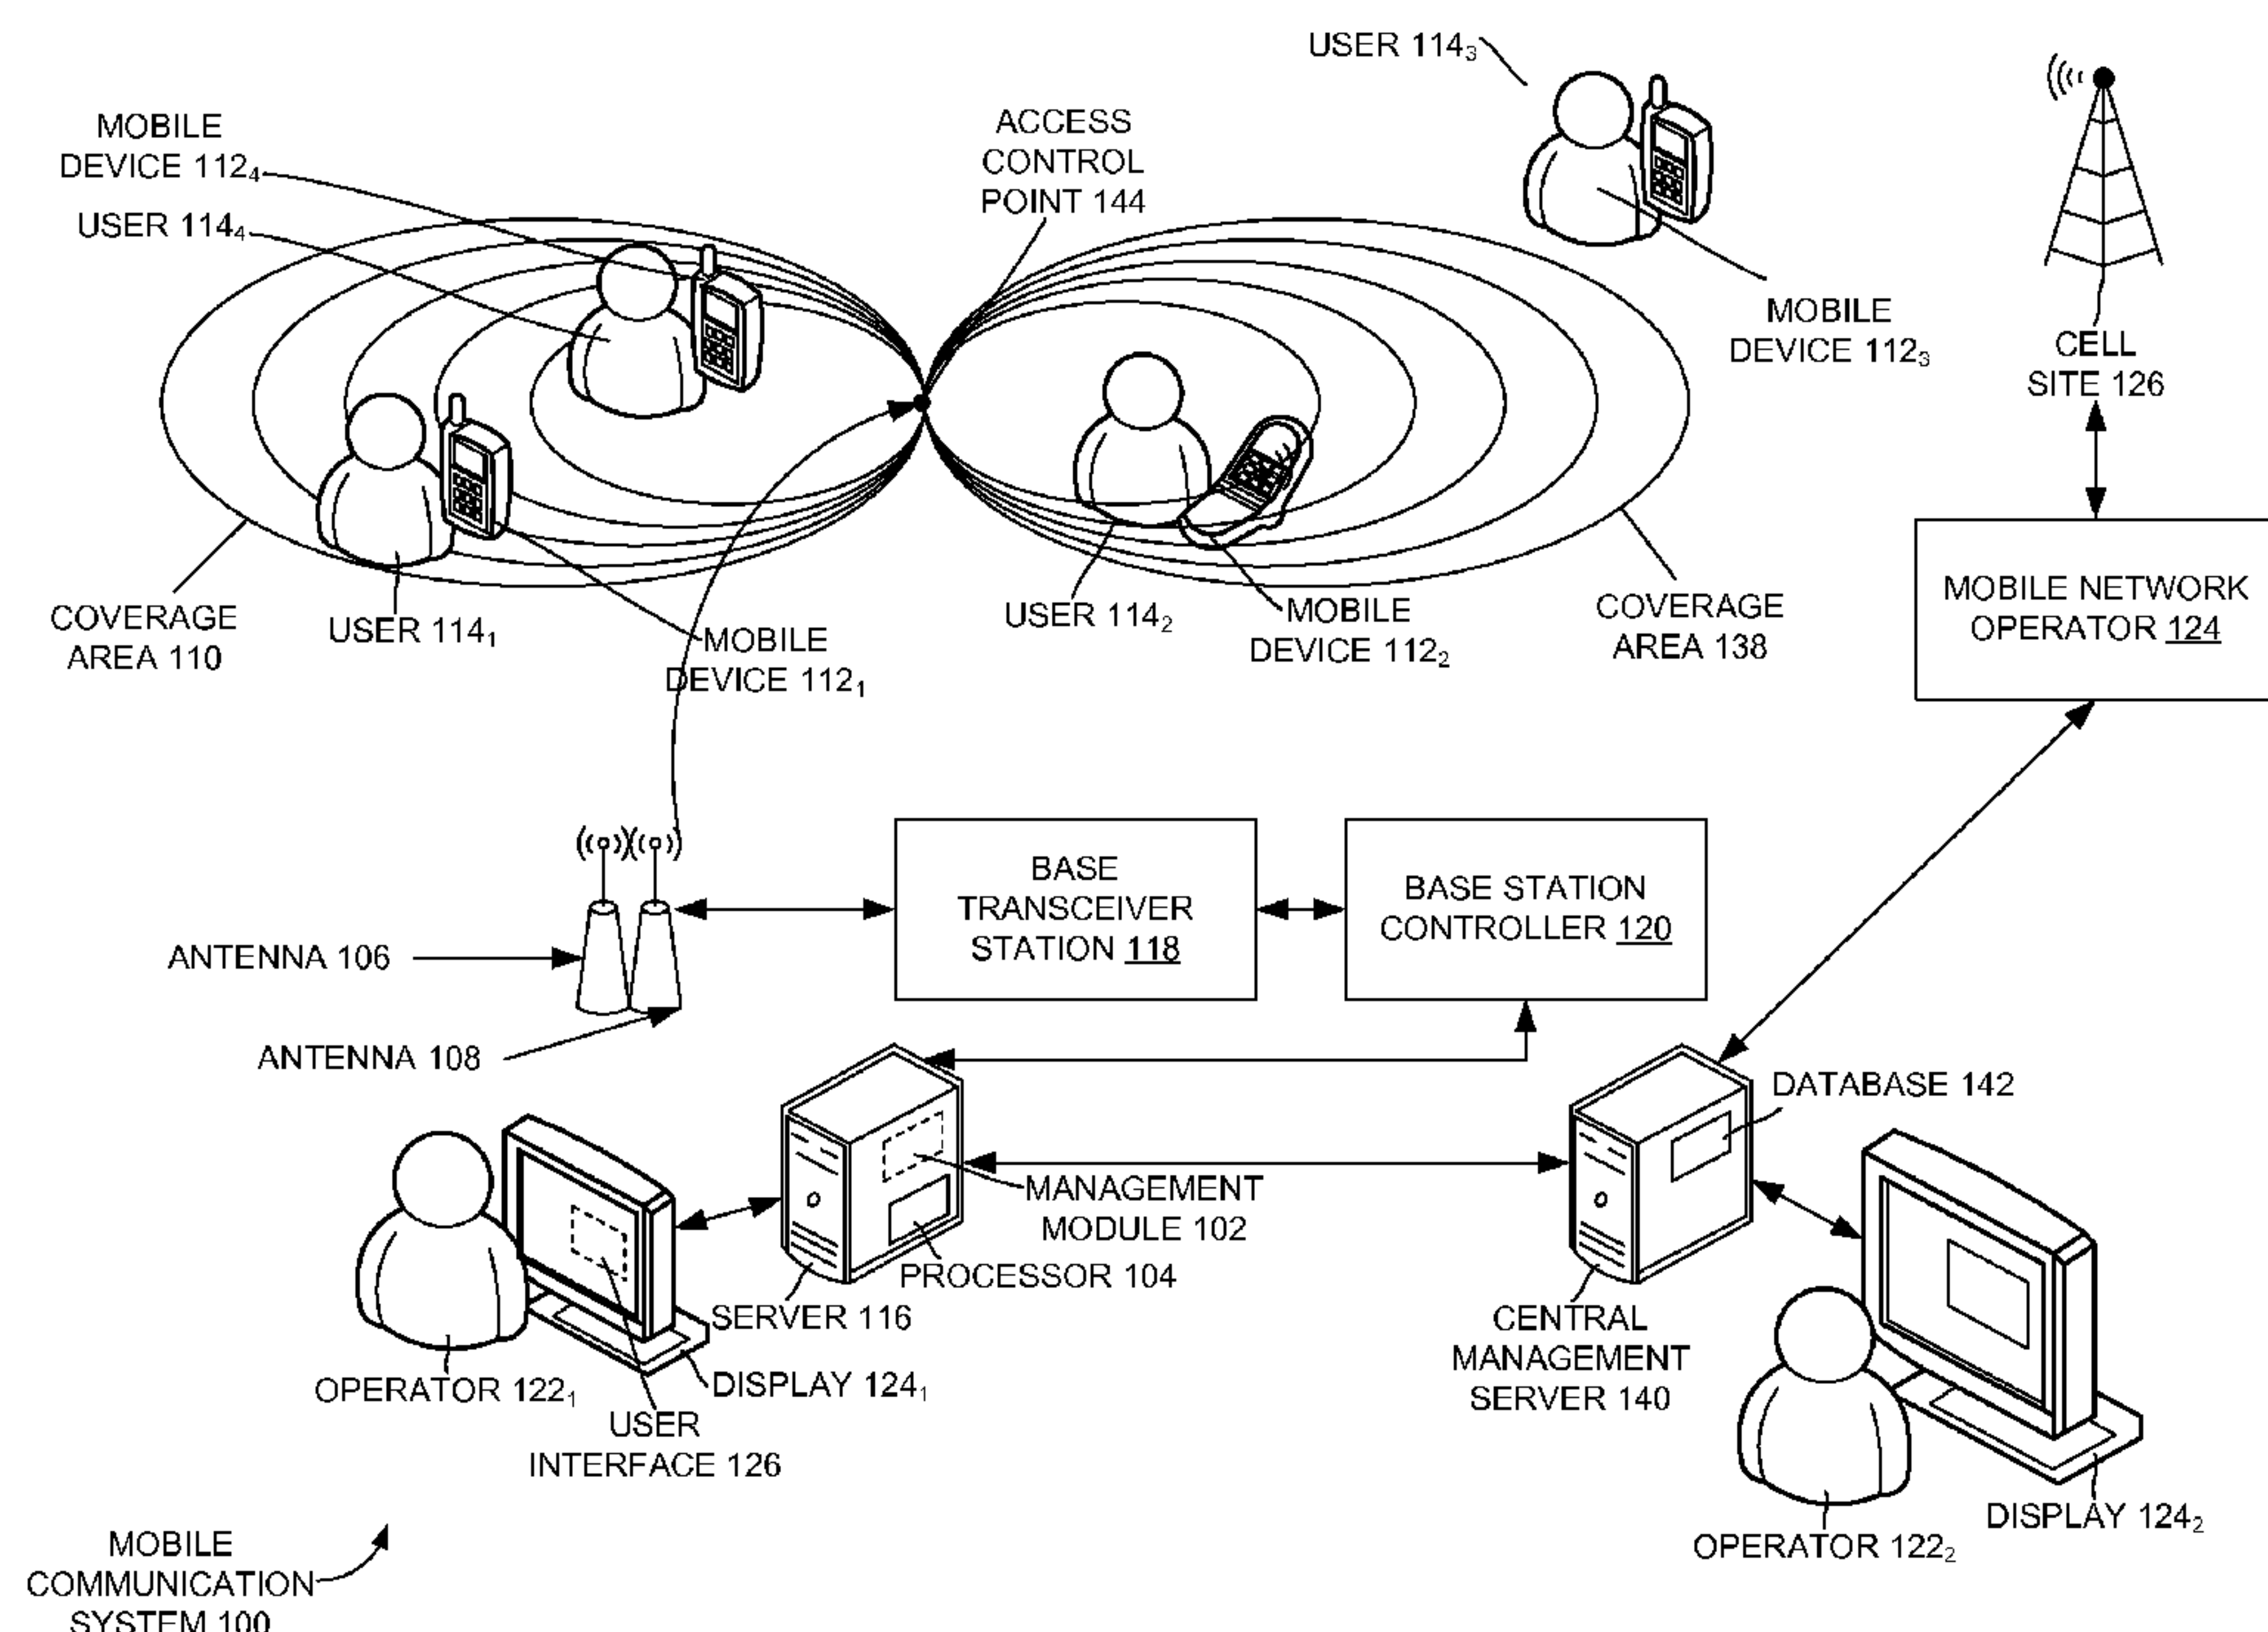 USER 114₃
MOBILE
DEVICE 112₄
USER 114₄
ACCESS
CONTROL
POINT 144
MOBILE
DEVICE 112₃
CELL
SITE 126
COVERAGE
AREA 110
USER 114₁
MOBILE
DEVICE 112₁
USER 114₂
MOBILE
DEVICE 112₂
COVERAGE
AREA 138
MOBILE NETWORK
OPERATOR 124
BASE
TRANSCEIVER
STATION 118
BASE STATION
CONTROLLER 120
ANTENNA 106
ANTENNA 108
DATABASE 142
MANAGEMENT
MODULE 102
PROCESSOR 104
SERVER 116
CENTRAL
MANAGEMENT
SERVER 140
OPERATOR 122₁
DISPLAY 124₁
USER
INTERFACE 126
OPERATOR 122₂
DISPLAY 124₂
MOBILE
COMMUNICATION
SYSTEM 100